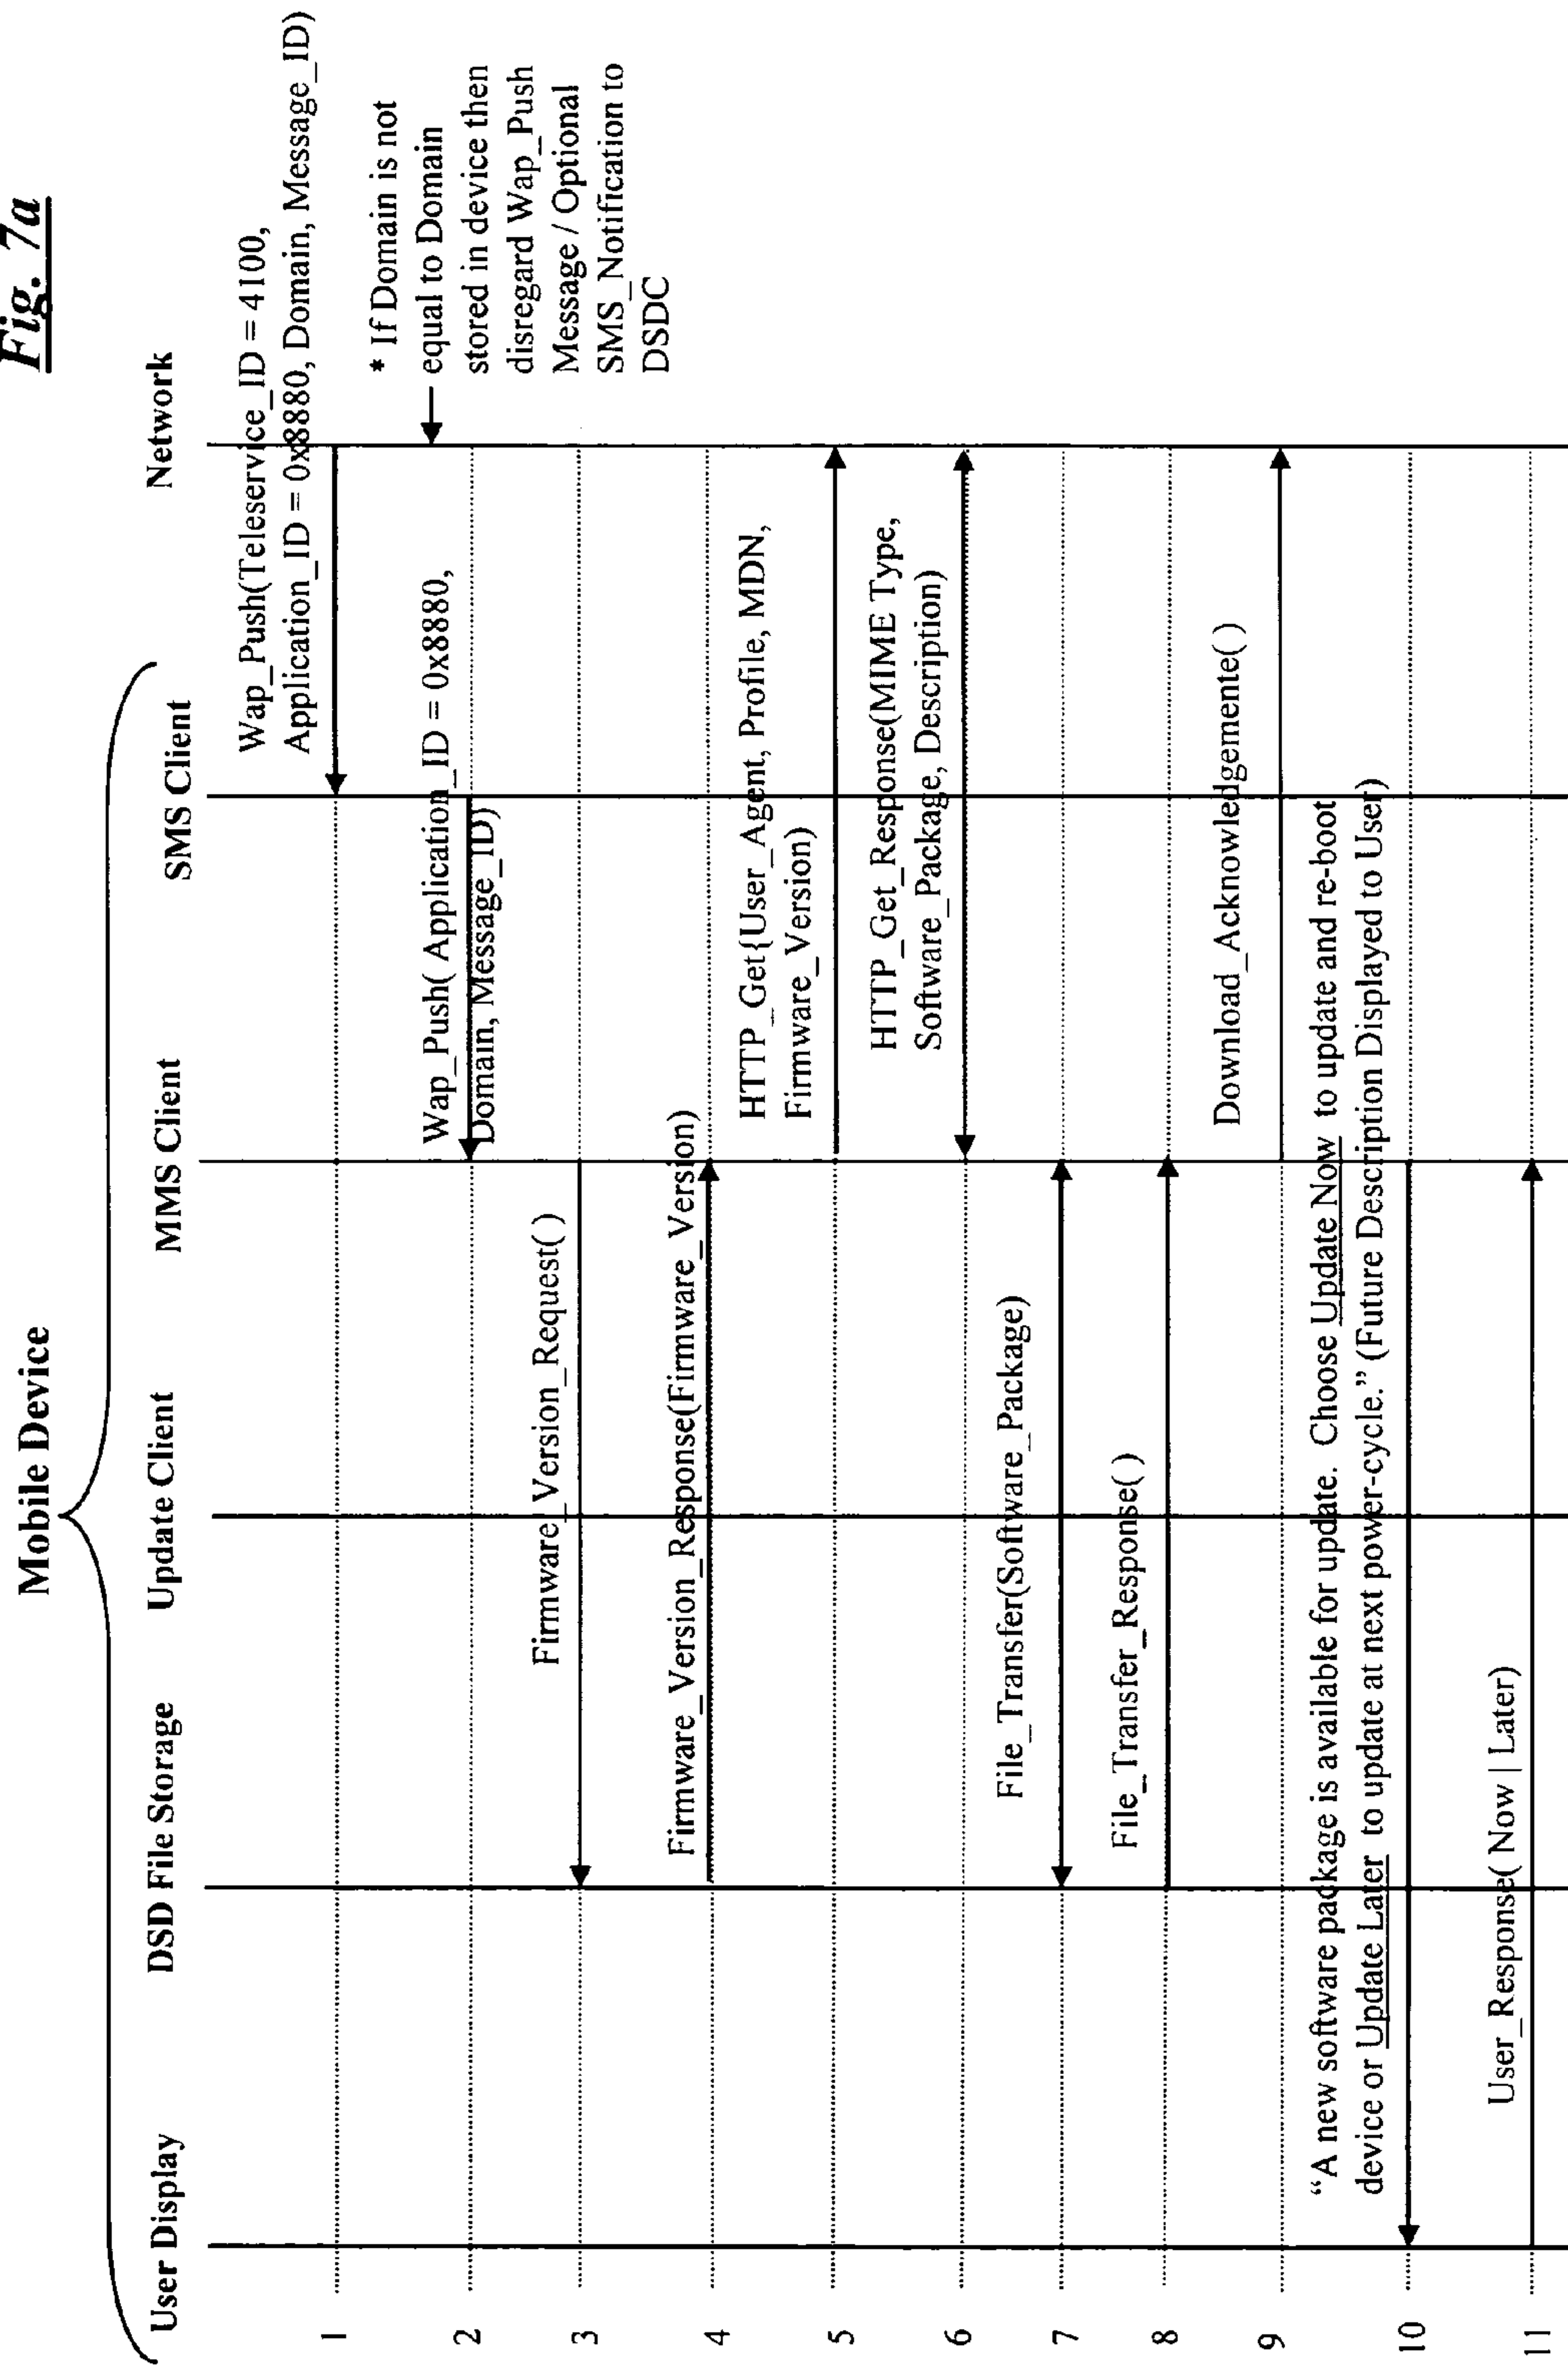 Fig. 7a
Mobile Device
User Display
DSD File Storage
Update Client
MMS Client
SMS Client
Network
1
Wap_Push(Teleservice_ID = 4100,
Application_ID = 0x8880, Domain, Message_ID)
* If Domain is not
equal to Domain
stored in device then
disregard Wap_Push
Message / Optional
SMS_Notification to
DSDC
2
Wap_Push( Application_ID = 0x8880,
Domain, Message_ID)
3
Firmware_Version_Request( )
4
Firmware_Version_Response(Firmware_Version)
5
HTTP_Get{User_Agent, Profile, MDN,
Firmware_Version)
6
HTTP_Get_Response(MIME Type,
Software_Package, Description)
7
File_Transfer(Software_Package)
8
File_Transfer_Response( )
9
Download_Acknowledgemente( )
10
“A new software package is available for update. Choose Update Now to update and re-boot
device or Update Later to update at next power-cycle.” (Future Description Displayed to User)
11
User_Response( Now | Later)